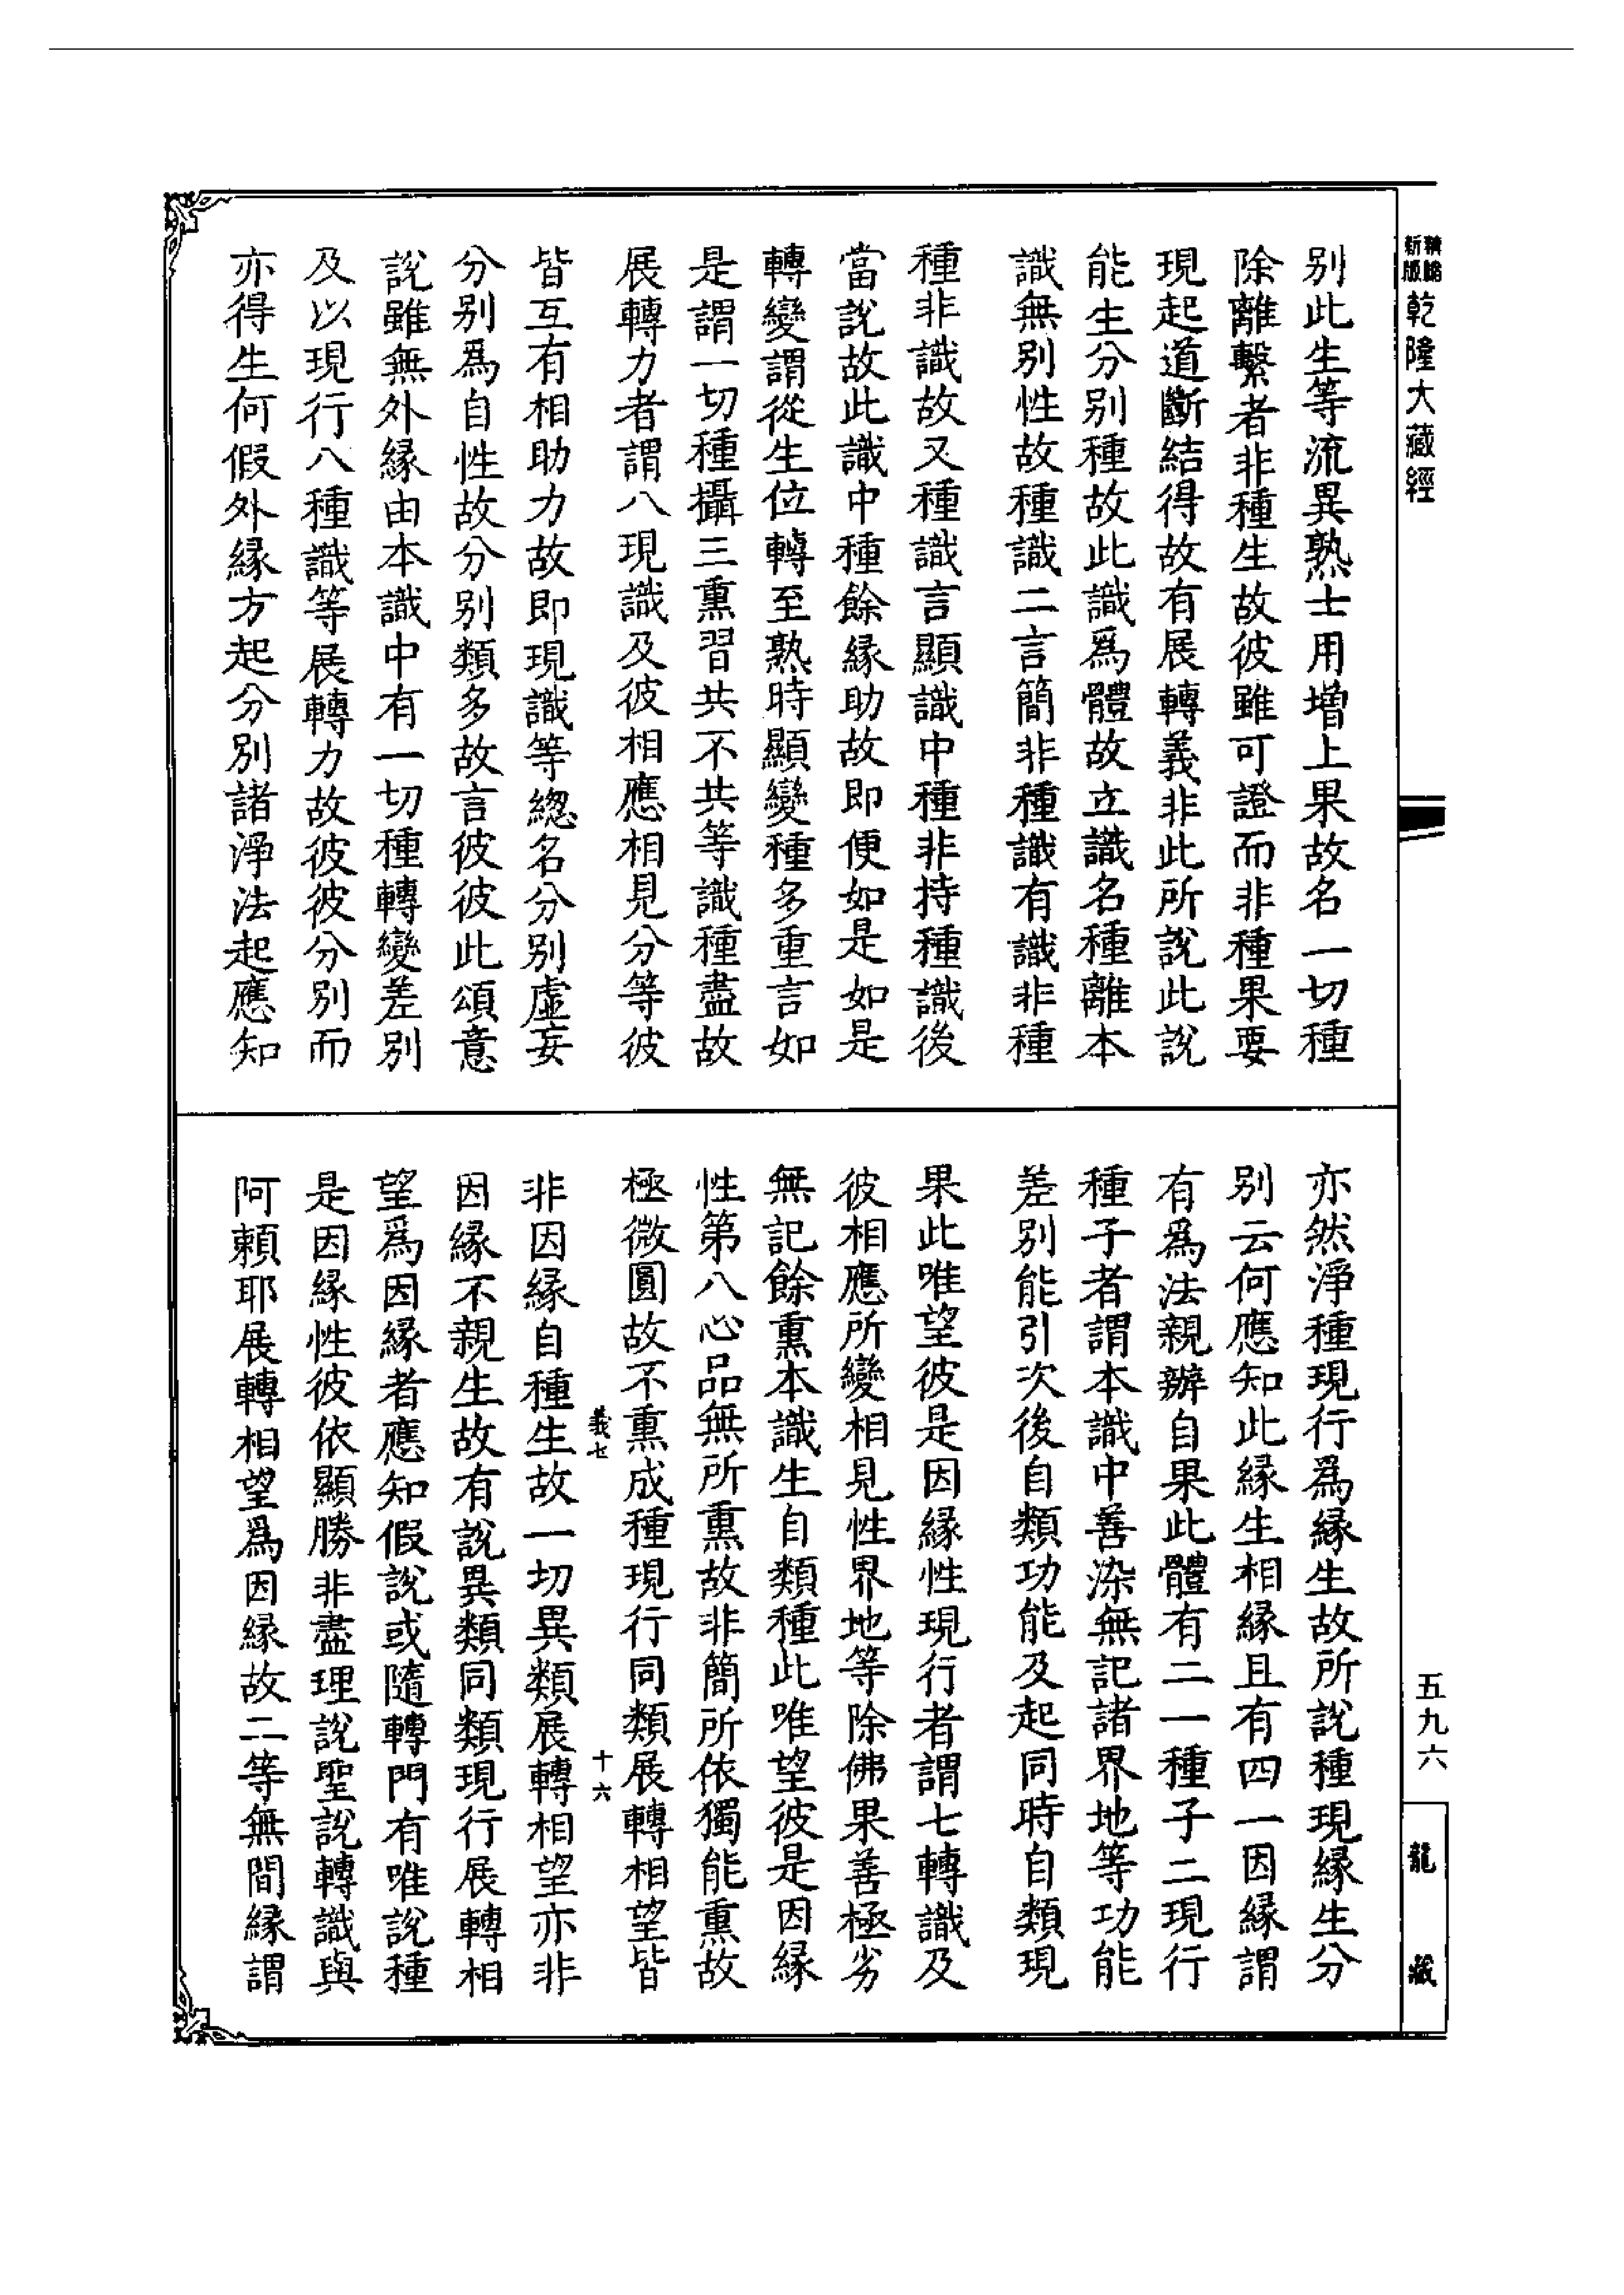 新版精縮乾隆大藏經
五九六
龍藏
別此生等流異熟士用增上果故名一切種
除離繫者非種生故彼雖可證而非種果要
現起道斷結得故有展轉義非此所說此說
能生分別種故此識爲體故立識名種離本
識無別性故種識二言簡非種識有識非種
種非識故又種識言顯識中種非持種識後
當說故此識中種餘緣助故即便如是如是
轉變謂從生位轉至熟時顯變種多重言如
是謂一切種攝三熏習共不共等識種盡故
展轉力者謂八現識及彼相應相見分等彼
皆互有相助力故即現識等緫名分別虛妄
分別爲自性故分別類多故言彼彼此頌意
說雖無外緣由本識中有一切種轉變差別
及以現行八種識等展轉力故彼彼分別而
亦得生何假外緣方起分別諸淨法起應知
亦然淨種現行爲緣生故所說種現緣生分
別云何應知此緣生相緣且有四一因緣謂
有爲法親辦自果此體有二一種子二現行
種子者謂本識中善染無記諸界地等功能
差別能引次後自類功能及起同時自類現
果此唯望彼是因緣性現行者謂七轉識及
彼相應所變相見性界地等除佛果善極劣
無記餘熏本識生自類種此唯望彼是因緣
性第八心品無所熏故非簡所依獨能熏故
極微圓故不熏成種現行同類展轉相望皆
義七 十六
非因緣自種生故一切異類展轉相望亦非
因緣不親生故有說異類同類現行展轉相
望爲因緣者應知假說或隨轉門有唯說種
是因緣性彼依顯勝非盡理說聖說轉識與
阿賴耶展轉相望爲因緣故二等無間緣謂